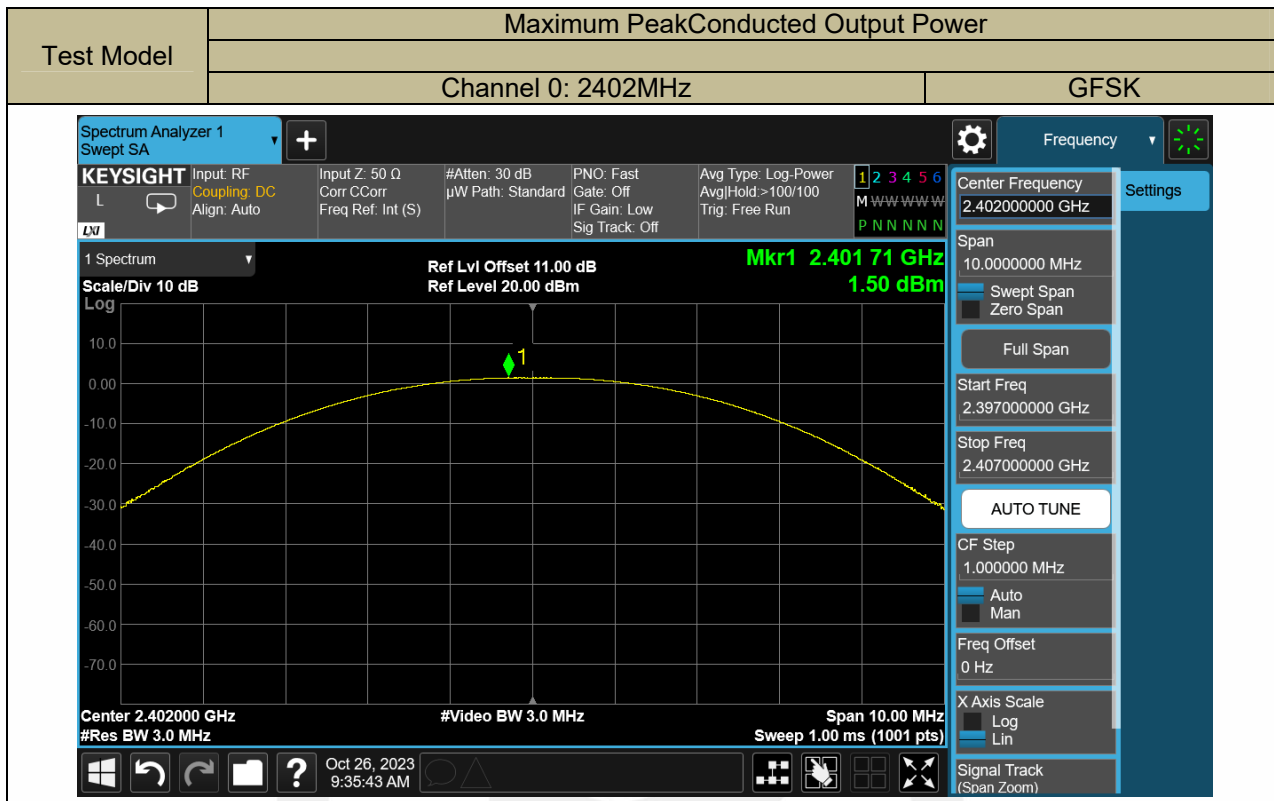 Test Model
Maximum PeakConducted Output Power
Channel 0: 2402MHz
GFSK
Spectrum Analyzer 1
Swept SA
Frequency
KEYSIGHT
L
LXI
Input: RF
Coupling: DC
Align: Auto
Input Z: 50 Ω
Corr CCorr
Freq Ref: Int (S)
#Atten: 30 dB
µW Path: Standard
PNO: Fast
Gate: Off
IF Gain: Low
Sig Track: Off
Avg Type: Log-Power
Avg|Hold:>100/100
Trig: Free Run
1 2 3 4 5 6
M W W W W W
P N N N N N
1 Spectrum
Scale/Div 10 dB
Log
Ref Lvl Offset 11.00 dB
Ref Level 20.00 dBm
Mkr1 2.401 71 GHz
1.50 dBm
1
10.0
0.00
-10.0
-20.0
-30.0
-40.0
-50.0
-60.0
-70.0
Center 2.402000 GHz
#Res BW 3.0 MHz
#Video BW 3.0 MHz
Span 10.00 MHz
Sweep 1.00 ms (1001 pts)
?
Oct 26, 2023
9:35:43 AM
Center Frequency
2.402000000 GHz
Settings
Span
10.0000000 MHz
Swept Span
Zero Span
Full Span
Start Freq
2.397000000 GHz
Stop Freq
2.407000000 GHz
AUTO TUNE
CF Step
1.000000 MHz
Auto
Man
Freq Offset
0 Hz
X Axis Scale
Log
Lin
Signal Track
(Span Zoom)